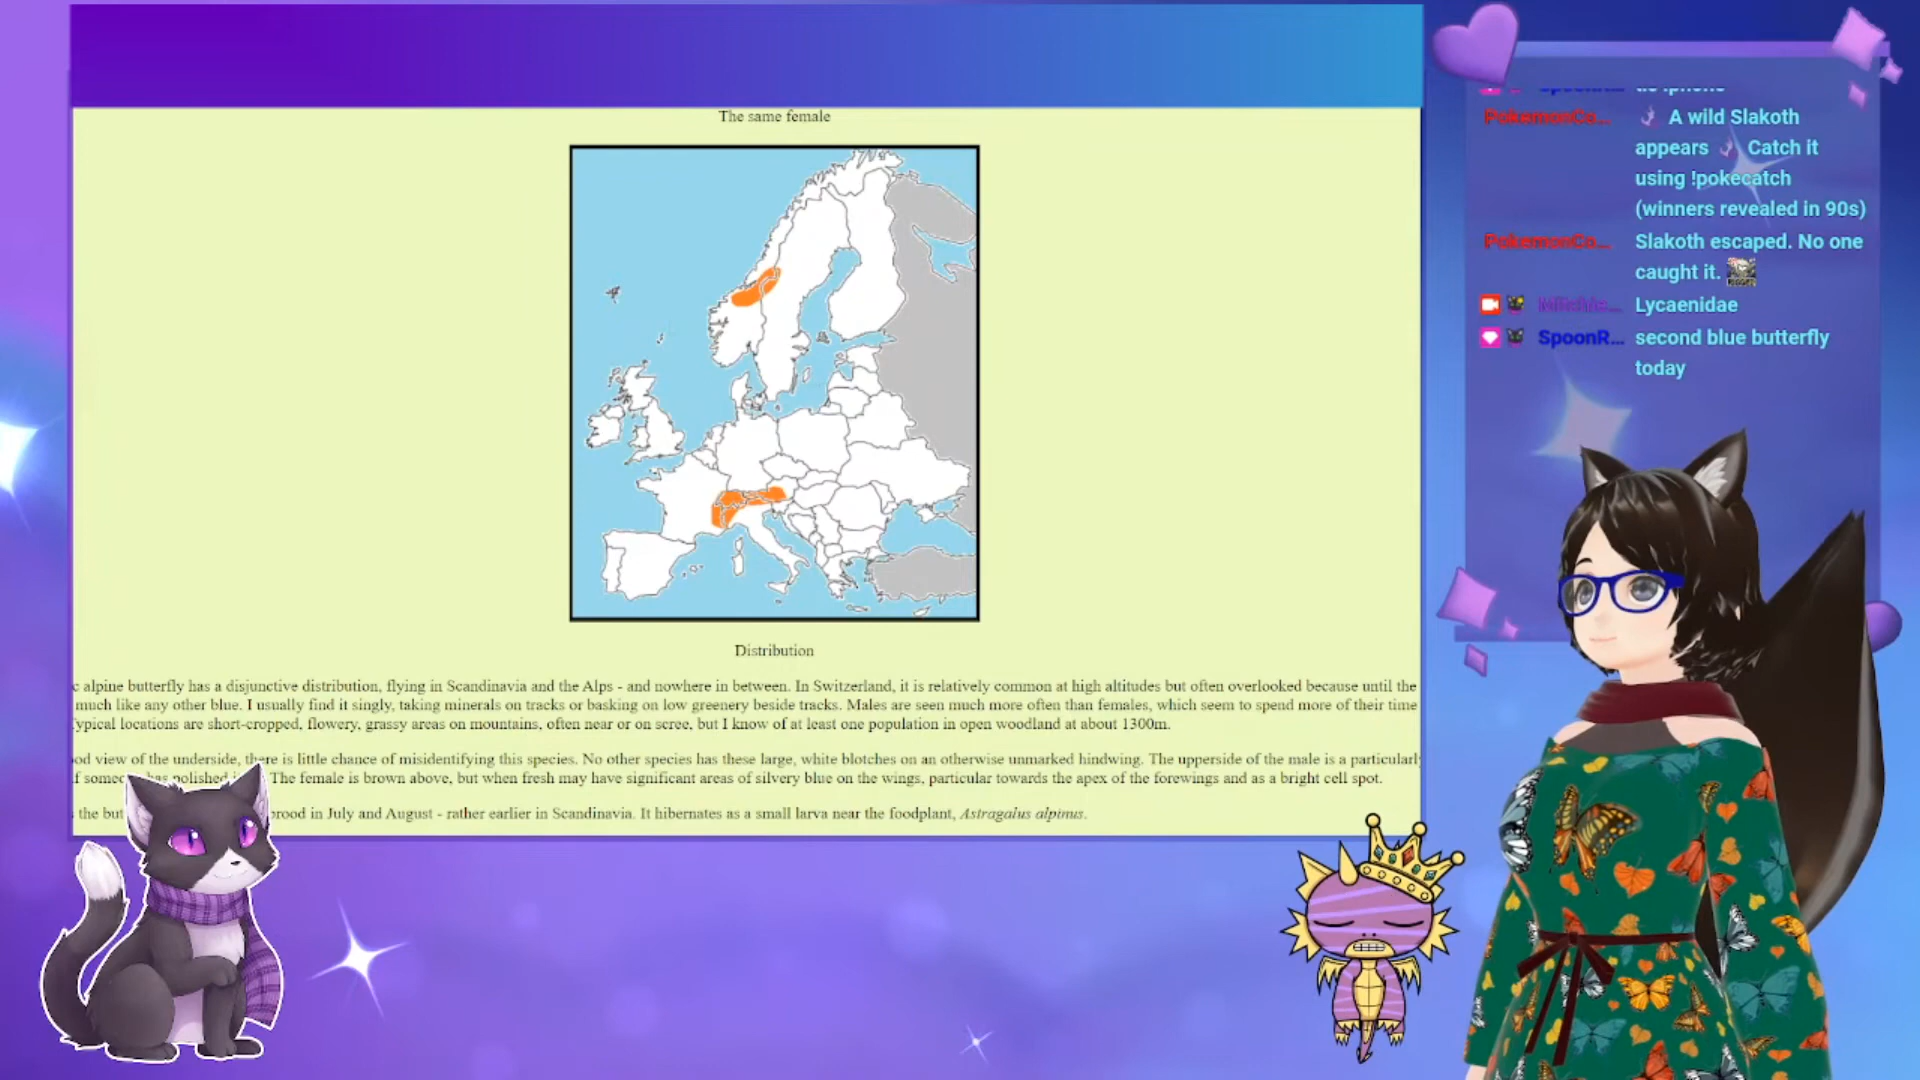 The same female
Distribution
c alpine butterfly has a disjunctive distribution, flying in Scandinavia and the Alps - and nowhere in between. In Switzerland, it is relatively common at high altitudes but often overlooked because until the
much like any other blue. I usually find it singly, taking minerals on tracks or basking on low greenery beside tracks. Males are seen much more often than females, which seem to spend more of their time
ypical locations are short-cropped, flowery, grassy areas on mountains, often near or on scree, but I know of at least one population in open woodland at about 1300m.
od view of the underside, there is little chance of misidentifying this species. No other species has these large, white blotches on an otherwise unmarked hindwing. The upperside of the male is a particularly
f has polished The female is brown above, but when fresh may have significant areas of silvery blue on the wings, particular towards the apex of the forewings and as a bright cell spot.
the but brood in July and August - rather earlier in Scandinavia. It hibernates as a small larva near the foodplant, Astragalus alpinus.
PokemonCo... A wild Slakoth
appears Catch it
using !pokecatch
(winners revealed in 90s)
PokemonCo... Slakoth escaped. No one
caught it.
Lycaenidae
SpoonR... second blue butterfly
today